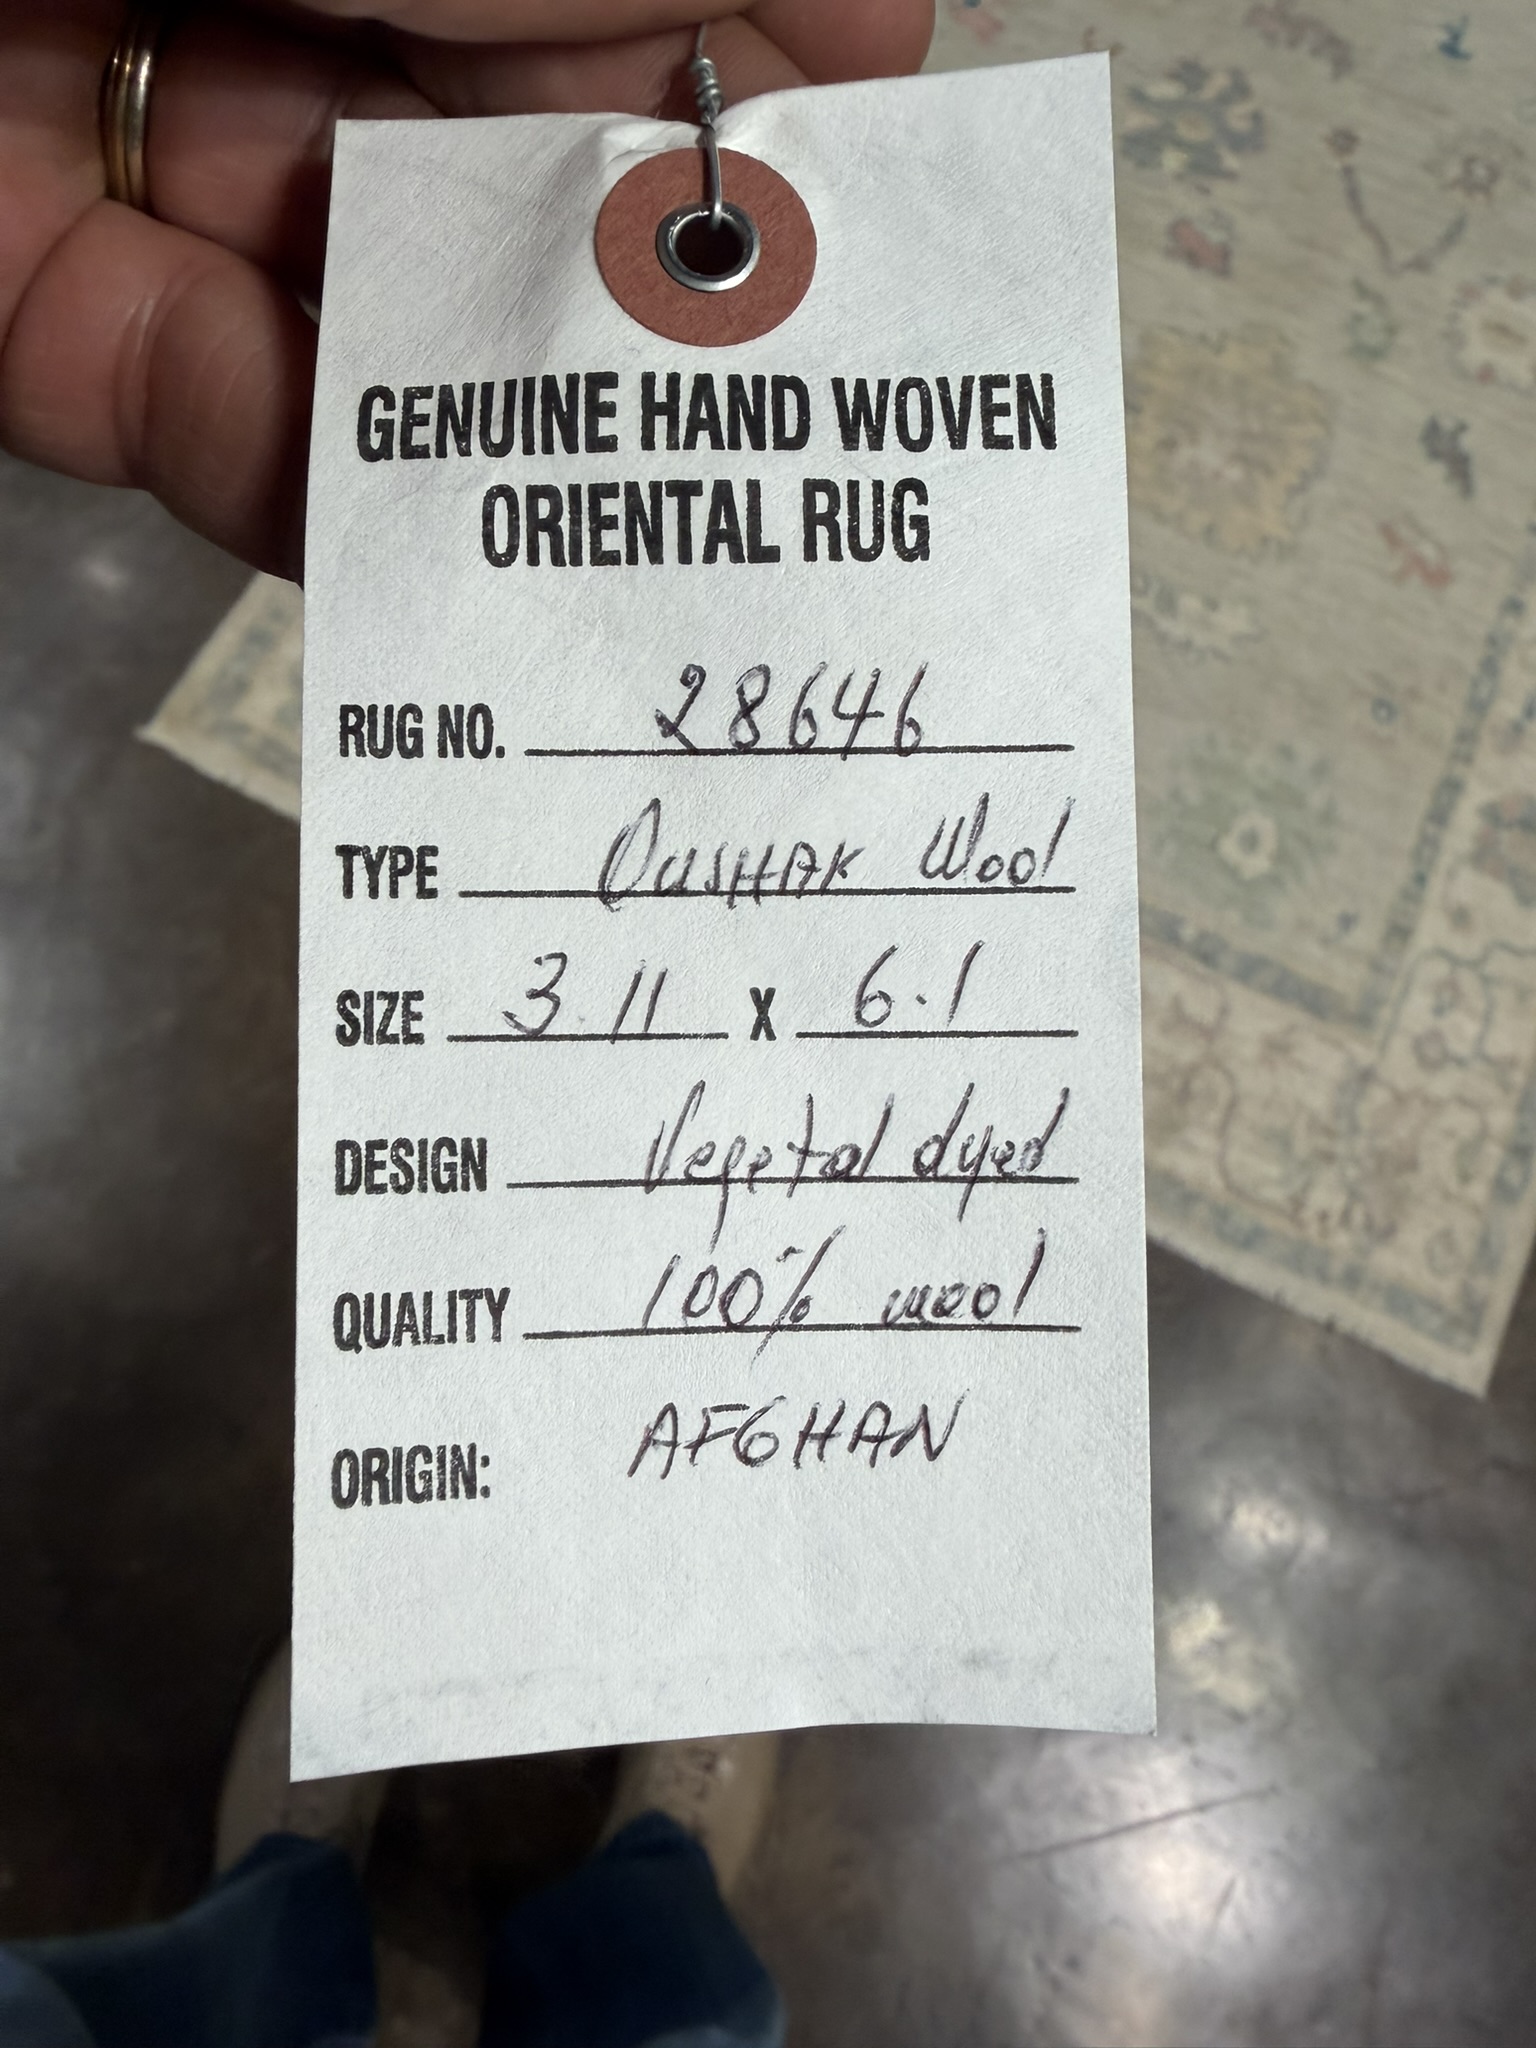 GENUINE HAND WOVEN
ORIENTAL RUG
RUG NO. 28646
TYPE Oushak Wool
SIZE 3.11 X 6.1
DESIGN Vegetal dyed
QUALITY 100% wool
ORIGIN: AFGHAN